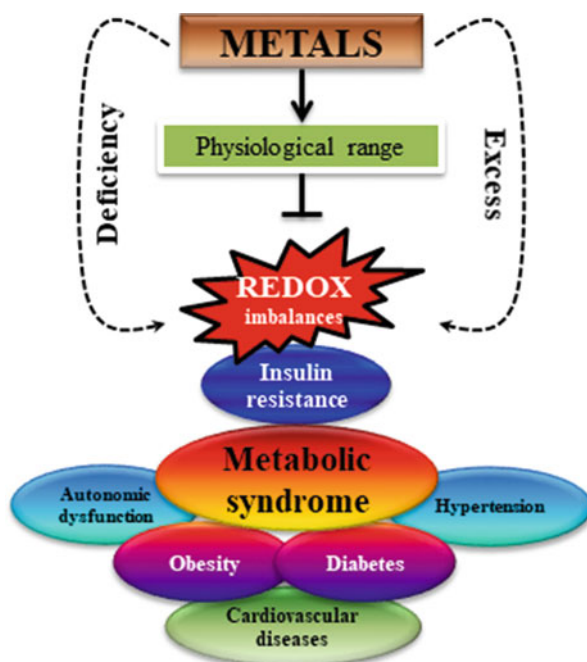 METALS
Deficiency
Physiological range
Excess
REDOX
imbalances
Insulin
resistance
Metabolic
syndrome
Autonomic
dysfunction
Hypertension
Obesity
Diabetes
Cardiovascular
diseases